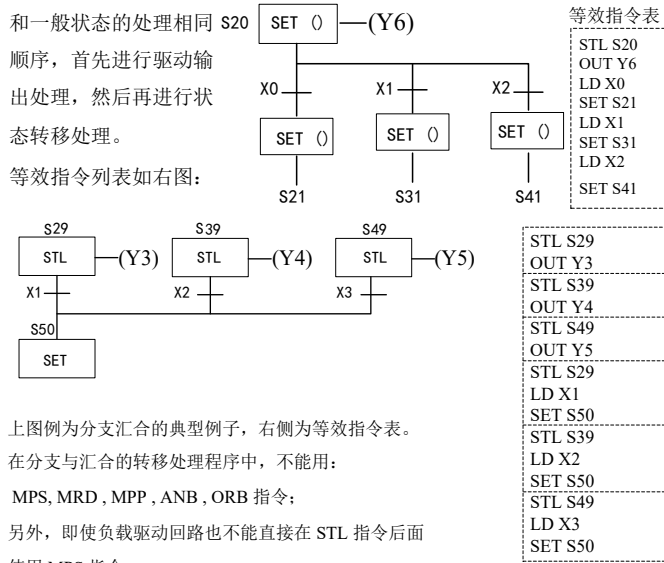 和一般状态的处理相同
顺序，首先进行驱动输
出处理，然后再进行状
态转移处理。
等效指令列表如右图：
S20
SET （）
(Y6)
X0
X1
X2
SET （）
SET （）
SET （）
S21
S31
S41
等效指令表
STL S20
OUT Y6
LD X0
SET S21
LD X1
SET S31
LD X2
SET S41
S29
STL
(Y3)
S39
STL
(Y4)
S49
STL
(Y5)
X1
X2
X3
S50
SET
STL S29
OUT Y3
STL S39
OUT Y4
STL S49
OUT Y5
STL S29
LD X1
SET S50
STL S39
LD X2
SET S50
STL S49
LD X3
SET S50
上图例为分支汇合的典型例子，右侧为等效指令表。
在分支与汇合的转移处理程序中，不能用：
MPS, MRD , MPP , ANB , ORB 指令；
另外，即使负载驱动回路也不能直接在 STL 指令后面
使用 MPS 指令